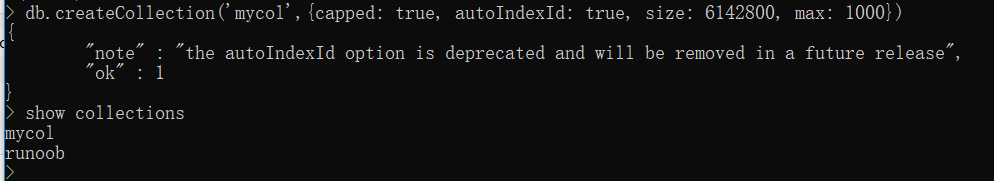 > db.createCollection('mycol',{capped: true, autoIndexId: true, size: 6142800, max: 1000})
{
        "note" : "the autoIndexId option is deprecated and will be removed in a future release",
        "ok" : 1
}
> show collections
mycol
runoob
>